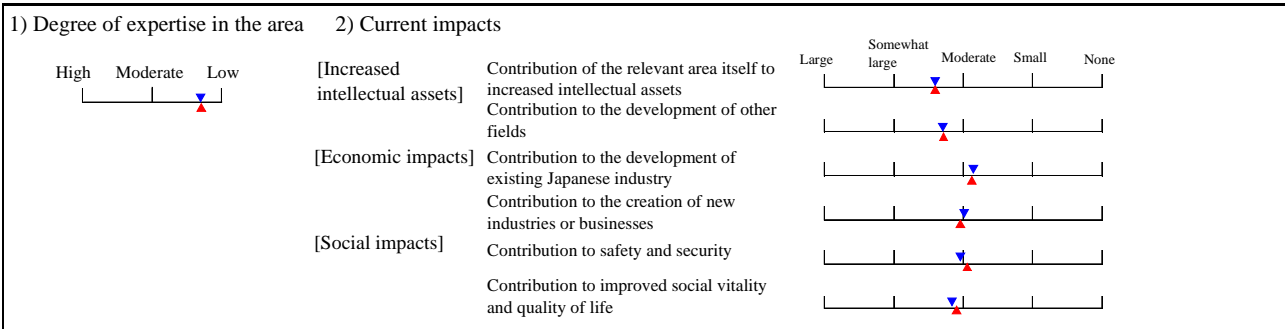 1) Degree of expertise in the area 2) Current impacts
High Moderate Low
[Increased
intellectual assets]
Contribution of the relevant area itself to
increased intellectual assets
Large Somewhat
large Moderate Small None
Contribution to the development of other
fields
[Economic impacts] Contribution to the development of
existing Japanese industry
Contribution to the creation of new
industries or businesses
[Social impacts] Contribution to safety and security
Contribution to improved social vitality
and quality of life